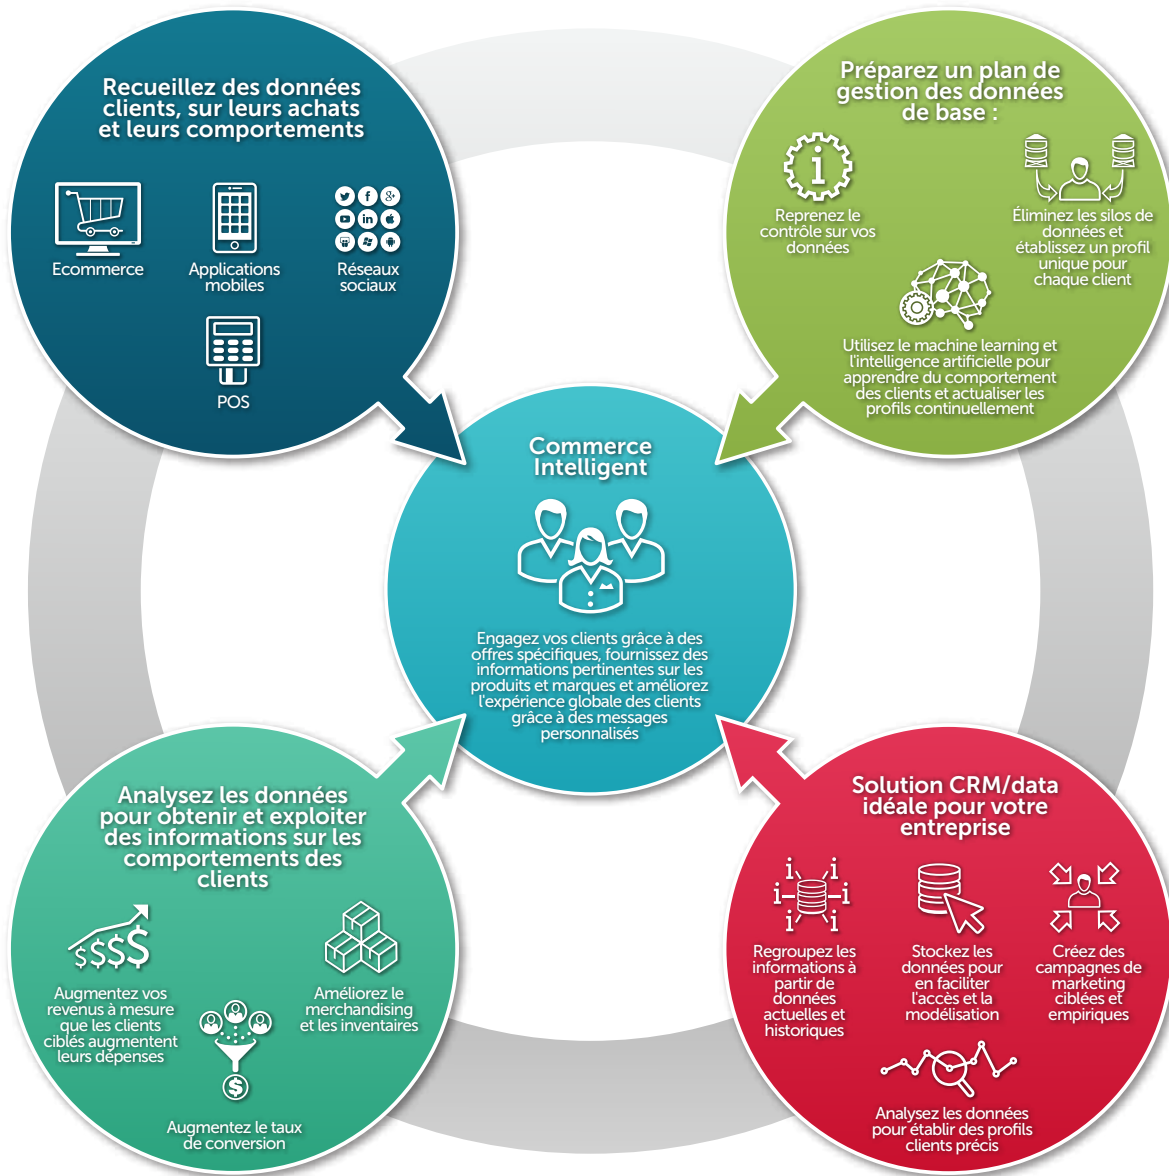 Recueillez des données
clients, sur leurs achats
et leurs comportements
Ecommerce
Applications
mobiles
Réseaux
sociaux
POS
Préparez un plan de
gestion des données
de base :
Reprenez le
contrôle sur vos
données
Éliminez les silos de
données et
établissez un profil
unique pour
chaque client
Utilisez le machine learning et
l'intelligence artificielle pour
apprendre du comportement
des clients et actualiser les
profils continuellement
Commerce
Intelligent
Engagez vos clients grâce à des
offres spécifiques, fournissez des
informations pertinentes sur les
produits et marques et améliorez
l'expérience globale des clients
grâce à des messages
personnalisés
Analysez les données
pour obtenir et exploiter
des informations sur les
comportements des
clients
Augmentez vos
revenus à mesure
que les clients
ciblés augmentent
leurs dépenses
Améliorez le
merchandising
et les inventaires
Augmentez le taux
de conversion
Solution CRM/data
idéale pour votre
entreprise
Regroupez les
informations à
partir de
données
actuelles et
historiques
Stockez les
données pour
en faciliter
l'accès et la
modélisation
Créez des
campagnes de
marketing
ciblées et
empiriques
Analysez les données
pour établir des profils
clients précis